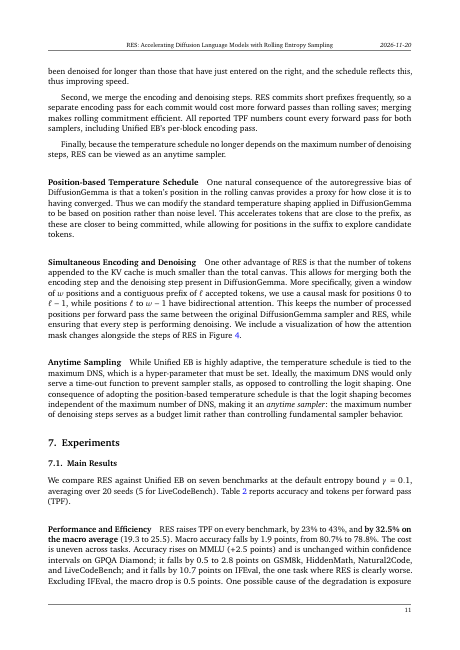 RES: Accelerating Diffusion Language Models with Rolling Entropy Sampling 2026-11-20
been denoised for longer than those that have just entered on the right, and the schedule reflects this,
thus improving speed.
Second, we merge the encoding and denoising steps. RES commits short prefixes frequently, so a
separate encoding pass for each commit would cost more forward passes than rolling saves; merging
makes rolling commitment efficient. All reported TPF numbers count every forward pass for both
samplers, including Unified EB's per-block encoding pass.
Finally, because the temperature schedule no longer depends on the maximum number of denoising
steps, RES can be viewed as an anytime sampler.
Position-based Temperature Schedule One natural consequence of the autoregressive bias of
DiffusionGemma is that a token's position in the rolling canvas provides a proxy for how close it is to
having converged. Thus we can modify the standard temperature shaping applied in DiffusionGemma
to be based on position rather than noise level. This accelerates tokens that are close to the prefix, as
these are closer to being committed, while allowing for positions in the suffix to explore candidate
tokens.
Simultaneous Encoding and Denoising One other advantage of RES is that the number of tokens
appended to the KV cache is much smaller than the total canvas. This allows for merging both the
encoding step and the denoising step present in DiffusionGemma. More specifically, given a window
of w positions and a contiguous prefix of ℓ accepted tokens, we use a causal mask for positions 0 to
ℓ − 1, while positions ℓ to w − 1 have bidirectional attention. This keeps the number of processed
positions per forward pass the same between the original DiffusionGemma sampler and RES, while
ensuring that every step is performing denoising. We include a visualization of how the attention
mask changes alongside the steps of RES in Figure 4.
Anytime Sampling While Unified EB is highly adaptive, the temperature schedule is tied to the
maximum DNS, which is a hyper-parameter that must be set. Ideally, the maximum DNS would only
serve a time-out function to prevent sampler stalls, as opposed to controlling the logit shaping. One
consequence of adopting the position-based temperature schedule is that the logit shaping becomes
independent of the maximum number of DNS, making it an anytime sampler: the maximum number
of denoising steps serves as a budget limit rather than controlling fundamental sampler behavior.
7. Experiments
7.1. Main Results
We compare RES against Unified EB on seven benchmarks at the default entropy bound γ = 0.1,
averaging over 20 seeds (5 for LiveCodeBench). Table 2 reports accuracy and tokens per forward pass
(TPF).
Performance and Efficiency RES raises TPF on every benchmark, by 23% to 43%, and by 32.5% on
the macro average (19.3 to 25.5). Macro accuracy falls by 1.9 points, from 80.7% to 78.8%. The cost
is uneven across tasks. Accuracy rises on MMLU (+2.5 points) and is unchanged within confidence
intervals on GPQA Diamond; it falls by 0.5 to 2.8 points on GSM8k, HiddenMath, Natural2Code,
and LiveCodeBench; and it falls by 10.7 points on IFEval, the one task where RES is clearly worse.
Excluding IFEval, the macro drop is 0.5 points. One possible cause of the degradation is exposure
11